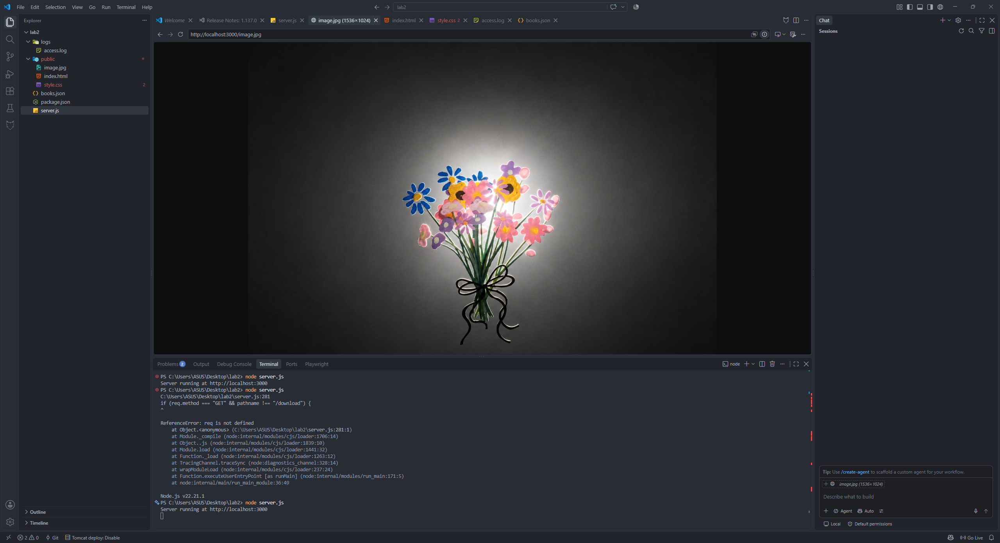 File Edit Selection View Go Run Terminal Help
lab2
Explorer
lab2
logs
access.log
public
image.jpg
index.html
style.css 2
books.json
package.json
server.js
Outline
Timeline
Welcome Release Notes: 1.137.0 server.js image.jpg (1536×1024) index.html style.css 2 access.log books.json
http://localhost:3000/image.jpg
Problems 2 Output Debug Console Terminal Ports Playwright
node
PS C:\Users\ASUS\Desktop\lab2> node server.js
Server running at http://localhost:3000
PS C:\Users\ASUS\Desktop\lab2> node server.js
C:\Users\ASUS\Desktop\lab2\server.js:281
if (req.method === "GET" && pathname !== "/download") {
^
ReferenceError: req is not defined
at Object.<anonymous> (C:\Users\ASUS\Desktop\lab2\server.js:281:1)
at Module._compile (node:internal/modules/cjs/loader:1706:14)
at Object..js (node:internal/modules/cjs/loader:1839:10)
at Module.load (node:internal/modules/cjs/loader:1441:32)
at Function._load (node:internal/modules/cjs/loader:1263:12)
at TracingChannel.traceSync (node:diagnostics_channel:328:14)
at wrapModuleLoad (node:internal/modules/cjs/loader:237:24)
at Function.executeUserEntryPoint [as runMain] (node:internal/modules/run_main:171:5)
at node:internal/main/run_main_module:36:49
Node.js v22.21.1
PS C:\Users\ASUS\Desktop\lab2> node server.js
Server running at http://localhost:3000
Chat
Sessions
Tip: Use /create-agent to scaffold a custom agent for your workflow.
image.jpg (1536×1024)
Describe what to build
Agent Auto
Local Default permissions
2 0 Git Tomcat deploy: Disable
Go Live